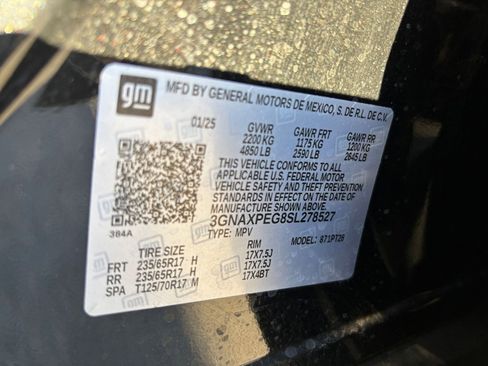 gm
MFD BY GENERAL MOTORS DE MEXICO, S. DE R.L. DE C.V.
01/25 GVWR GAWR FRT GAWR RR
2200 KG 1175 KG 1200 KG
4850 LB 2590 LB 2645 LB
THIS VEHICLE CONFORMS TO ALL
APPLICABLE U.S. FEDERAL MOTOR
VEHICLE SAFETY AND THEFT PREVENTION
STANDARDS IN EFFECT ON THE DATE OF
MANUFACTURE SHOWN ABOVE.
3GNAXPEG8SL278527
384A TYPE: MPV MODEL: 871PT26
TIRE SIZE RIM
FRT 235/65R17 H 17X7.5J
RR 235/65R17 H 17X7.5J
SPA T125/70R17 M 17X4BT